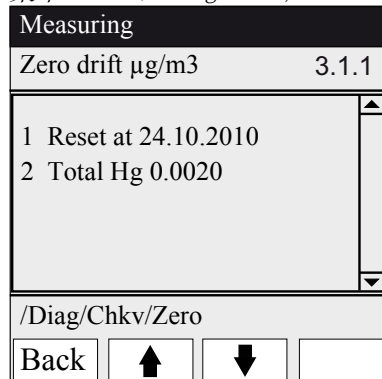 Measuring
Zero drift µg/m3 3.1.1
1 Reset at 24.10.2010
2 Total Hg 0.0020
/Diag/Chkv/Zero
Back